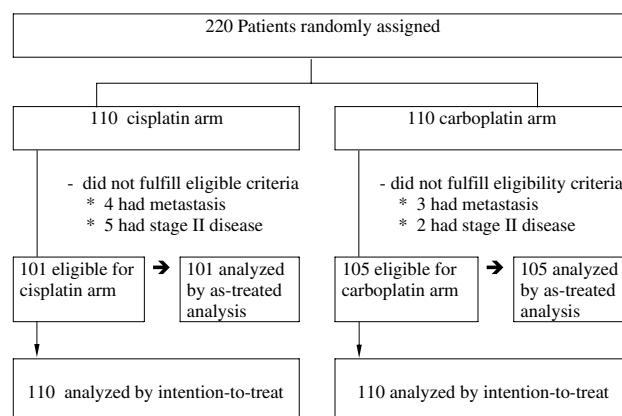 220 Patients randomly assigned
110 cisplatin arm
110 carboplatin arm
- did not fulfill eligible criteria
* 4 had metastasis
* 5 had stage II disease
- did not fulfill eligibility criteria
* 3 had metastasis
* 2 had stage II disease
101 eligible for
cisplatin arm
101 analyzed
by as-treated
analysis
105 eligible for
carboplatin arm
105 analyzed
by as-treated
analysis
110 analyzed by intention-to-treat
110 analyzed by intention-to-treat